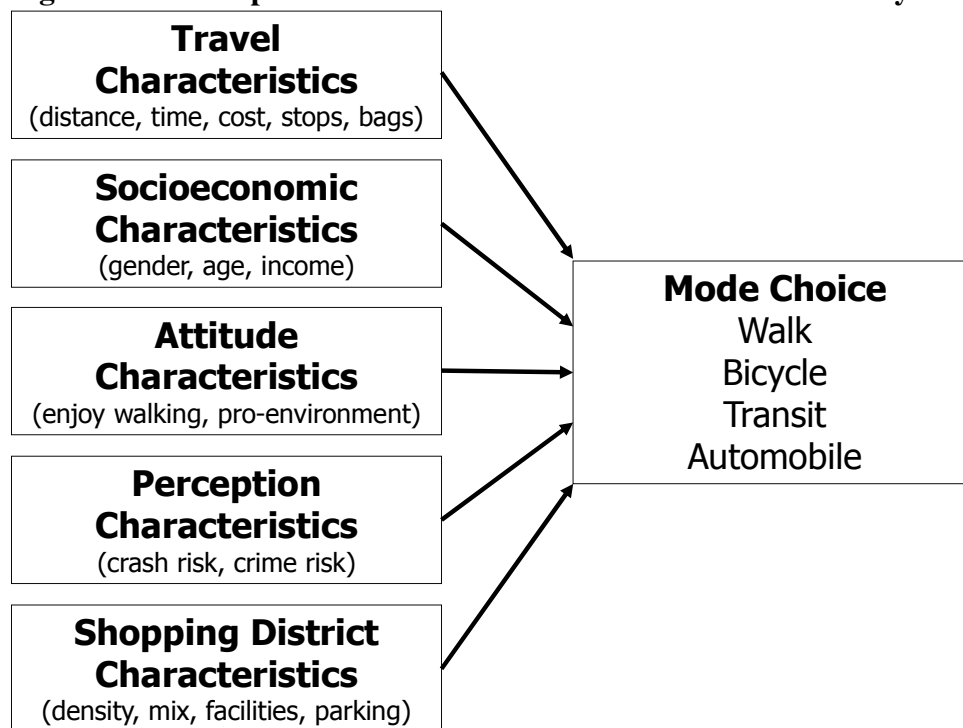 Travel
Characteristics
(distance, time, cost, stops, bags)
Socioeconomic
Characteristics
(gender, age, income)
Attitude
Characteristics
(enjoy walking, pro-environment)
Perception
Characteristics
(crash risk, crime risk)
Shopping District
Characteristics
(density, mix, facilities, parking)
Mode Choice
Walk
Bicycle
Transit
Automobile